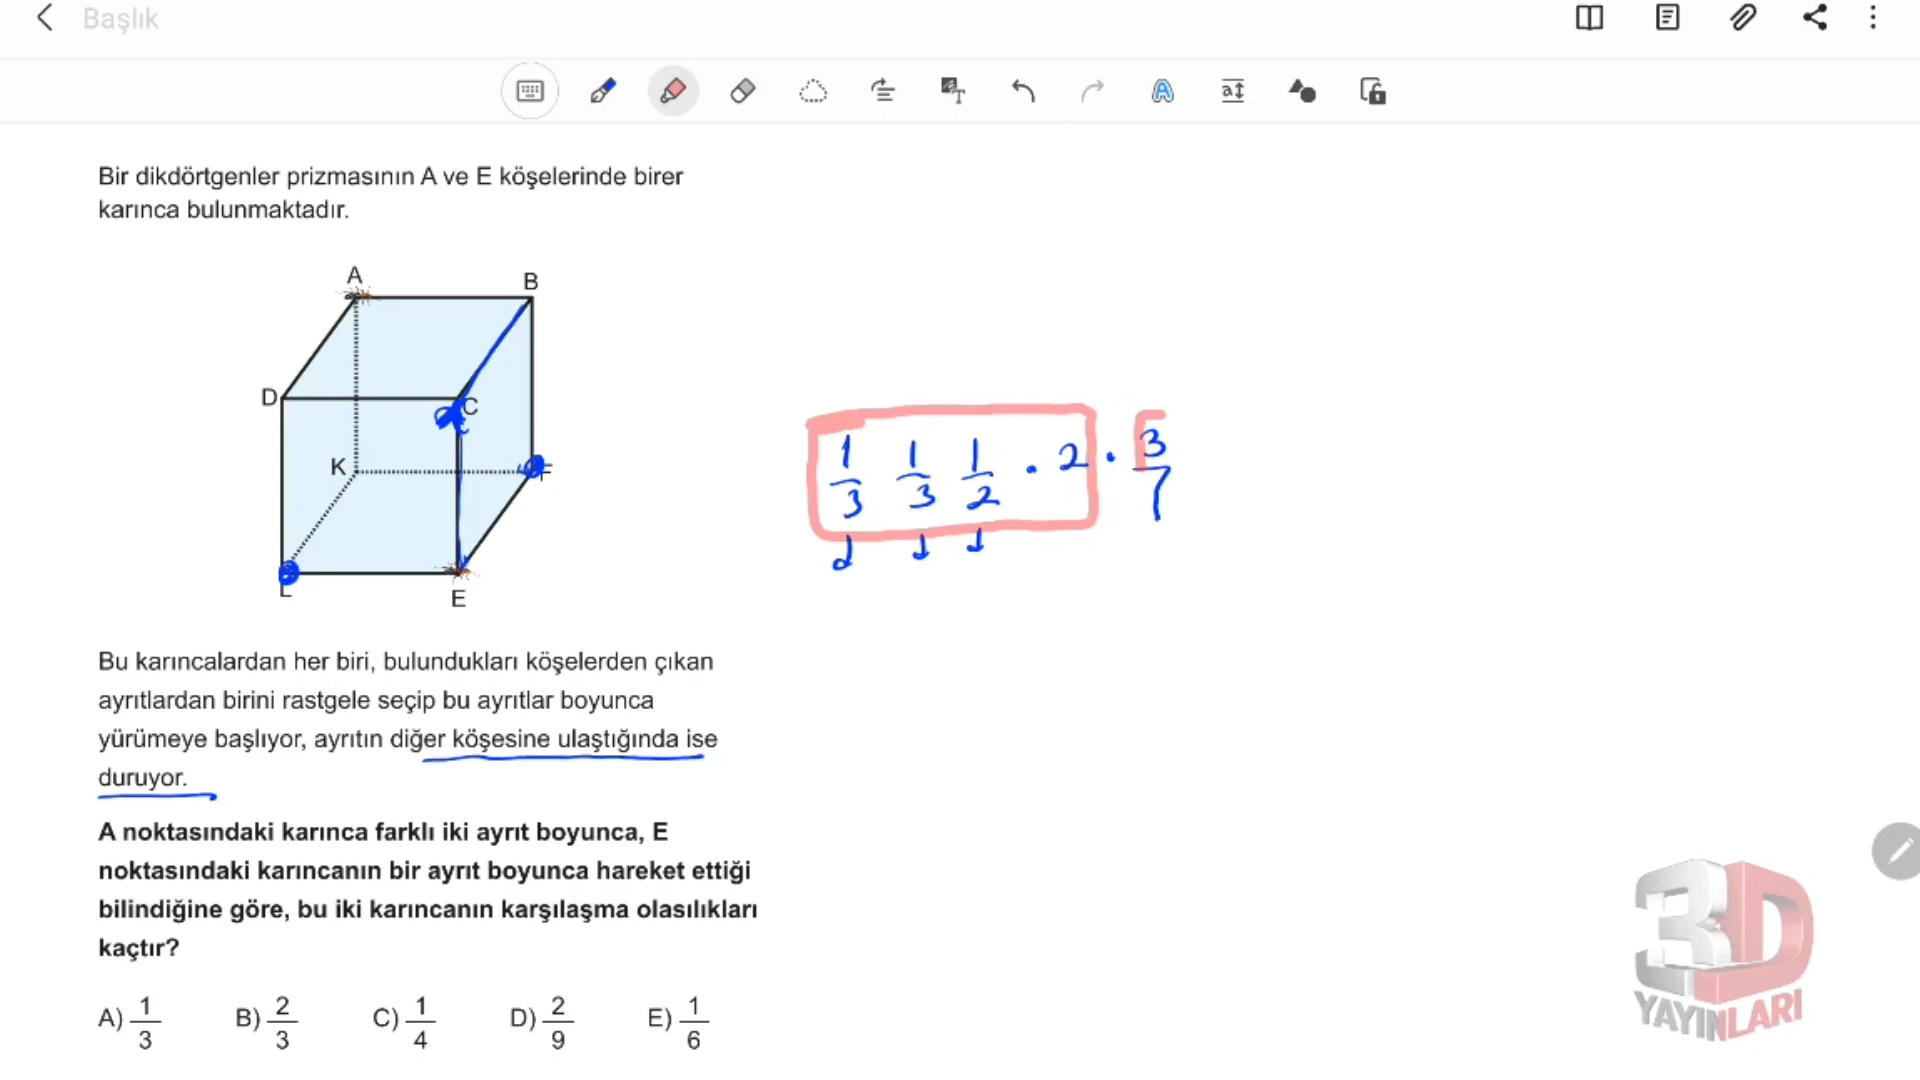 Başlık
Bir dikdörtgenler prizmasının A ve E köşelerinde birer
karınca bulunmaktadır.
A
B
D
C
K
F
L
E
1/3 1/3 1/2 . 2 . 3/1
Bu karıncalardan her biri, bulundukları köşelerden çıkan
ayrıtlardan birini rastgele seçip bu ayrıtlar boyunca
yürümeye başlıyor, ayrıtın diğer köşesine ulaştığında ise
duruyor.
A noktasındaki karınca farklı iki ayrıt boyunca, E
noktasındaki karıncanın bir ayrıt boyunca hareket ettiği
bilindiğine göre, bu iki karıncanın karşılaşma olasılıkları
kaçtır?
A) 1/3 B) 2/3 C) 1/4 D) 2/9 E) 1/6
3D
YAYINLARI